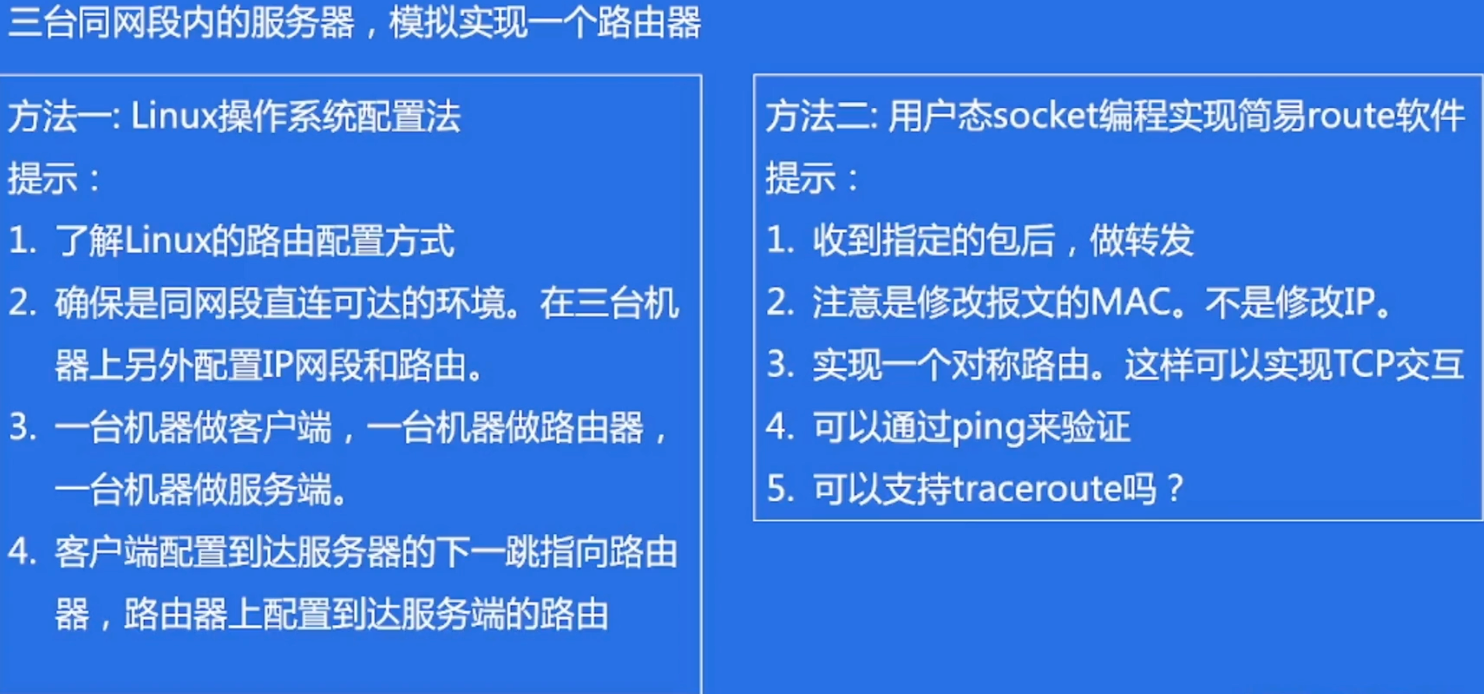 三台同网段内的服务器，模拟实现一个路由器
方法一: Linux操作系统配置法
提示：
1. 了解Linux的路由配置方式
2. 确保是同网段直连可达的环境。在三台机
器上另外配置IP网段和路由。
3. 一台机器做客户端，一台机器做路由器，
一台机器做服务端。
4. 客户端配置到达服务器的下一跳指向路由
器，路由器上配置到达服务端的路由
方法二: 用户态socket编程实现简易route软件
提示：
1. 收到指定的包后，做转发
2. 注意是修改报文的MAC。不是修改IP。
3. 实现一个对称路由。这样可以实现TCP交互
4. 可以通过ping来验证
5. 可以支持traceroute吗？